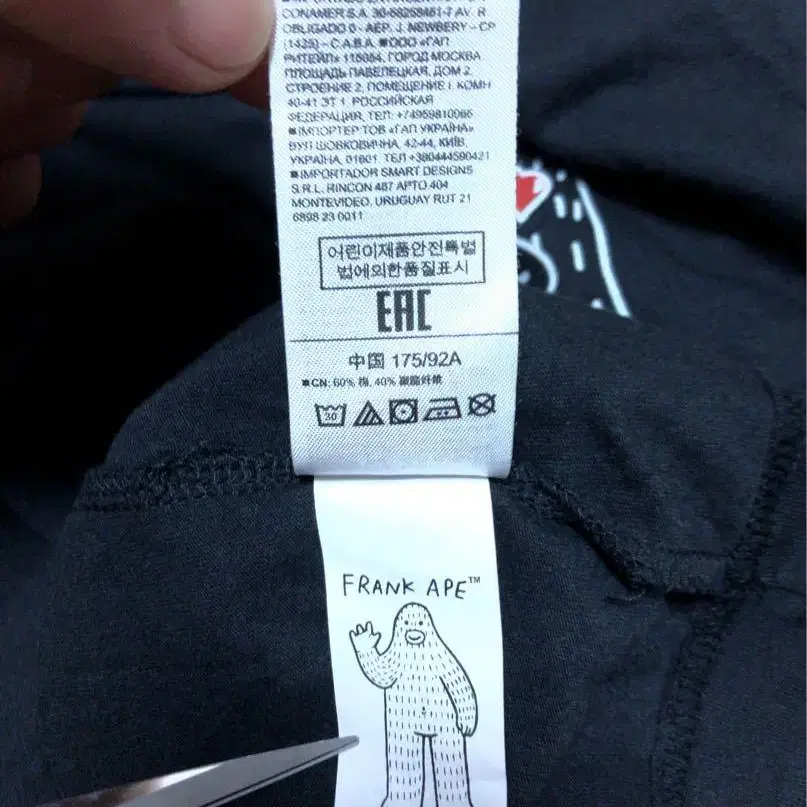 CONAMER S.A. 30-68258461-7 AV. R
OBLIGADO 0 - AEP. J. NEWBERY – CP
(1425) – C.A.B.A. ■ООО «ГАП
РИТЕЙЛ» 115054, ГОРОД МОСКВА
ПЛОЩАДЬ ПАВЕЛЕЦКАЯ, ДОМ 2,
СТРОЕНИЕ 2, ПОМЕЩЕНИЕ I, КОМН
40-41 ЭТ 1, РОССИЙСКАЯ
ФЕДЕРАЦИЯ, ТЕЛ: +74959810066
■ІМПОРТЕР ТОВ «ГАП УКРАЇНА»
ВУЛ ШОВКОВИЧНА, 42-44, КИЇВ,
УКРАЇНА, 01601, ТЕЛ +380444590421
■IMPORTADOR SMART DESIGNS
S.R.L. RINCON 487 APTO 404
MONTEVIDEO, URUGUAY RUT 21
6898 23 0011
어린이제품안전특별
법에의한품질표시
EAC
中国 175/92A
■CN: 60% 棉, 40% 聚酯纤维
30
FRANK APE™